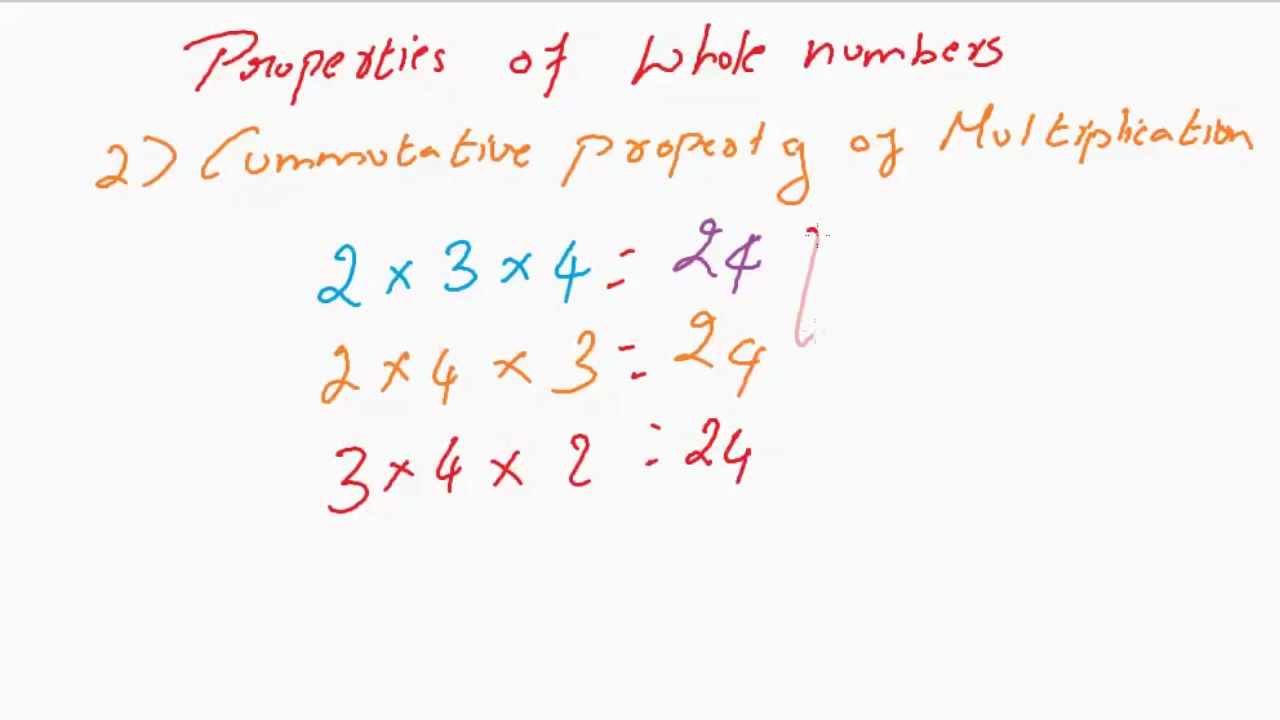 Properties of Whole numbers
2) Commutative property of Multiplication
2 × 3 × 4 = 24
2 × 4 × 3 = 24
3 × 4 × 2 = 24